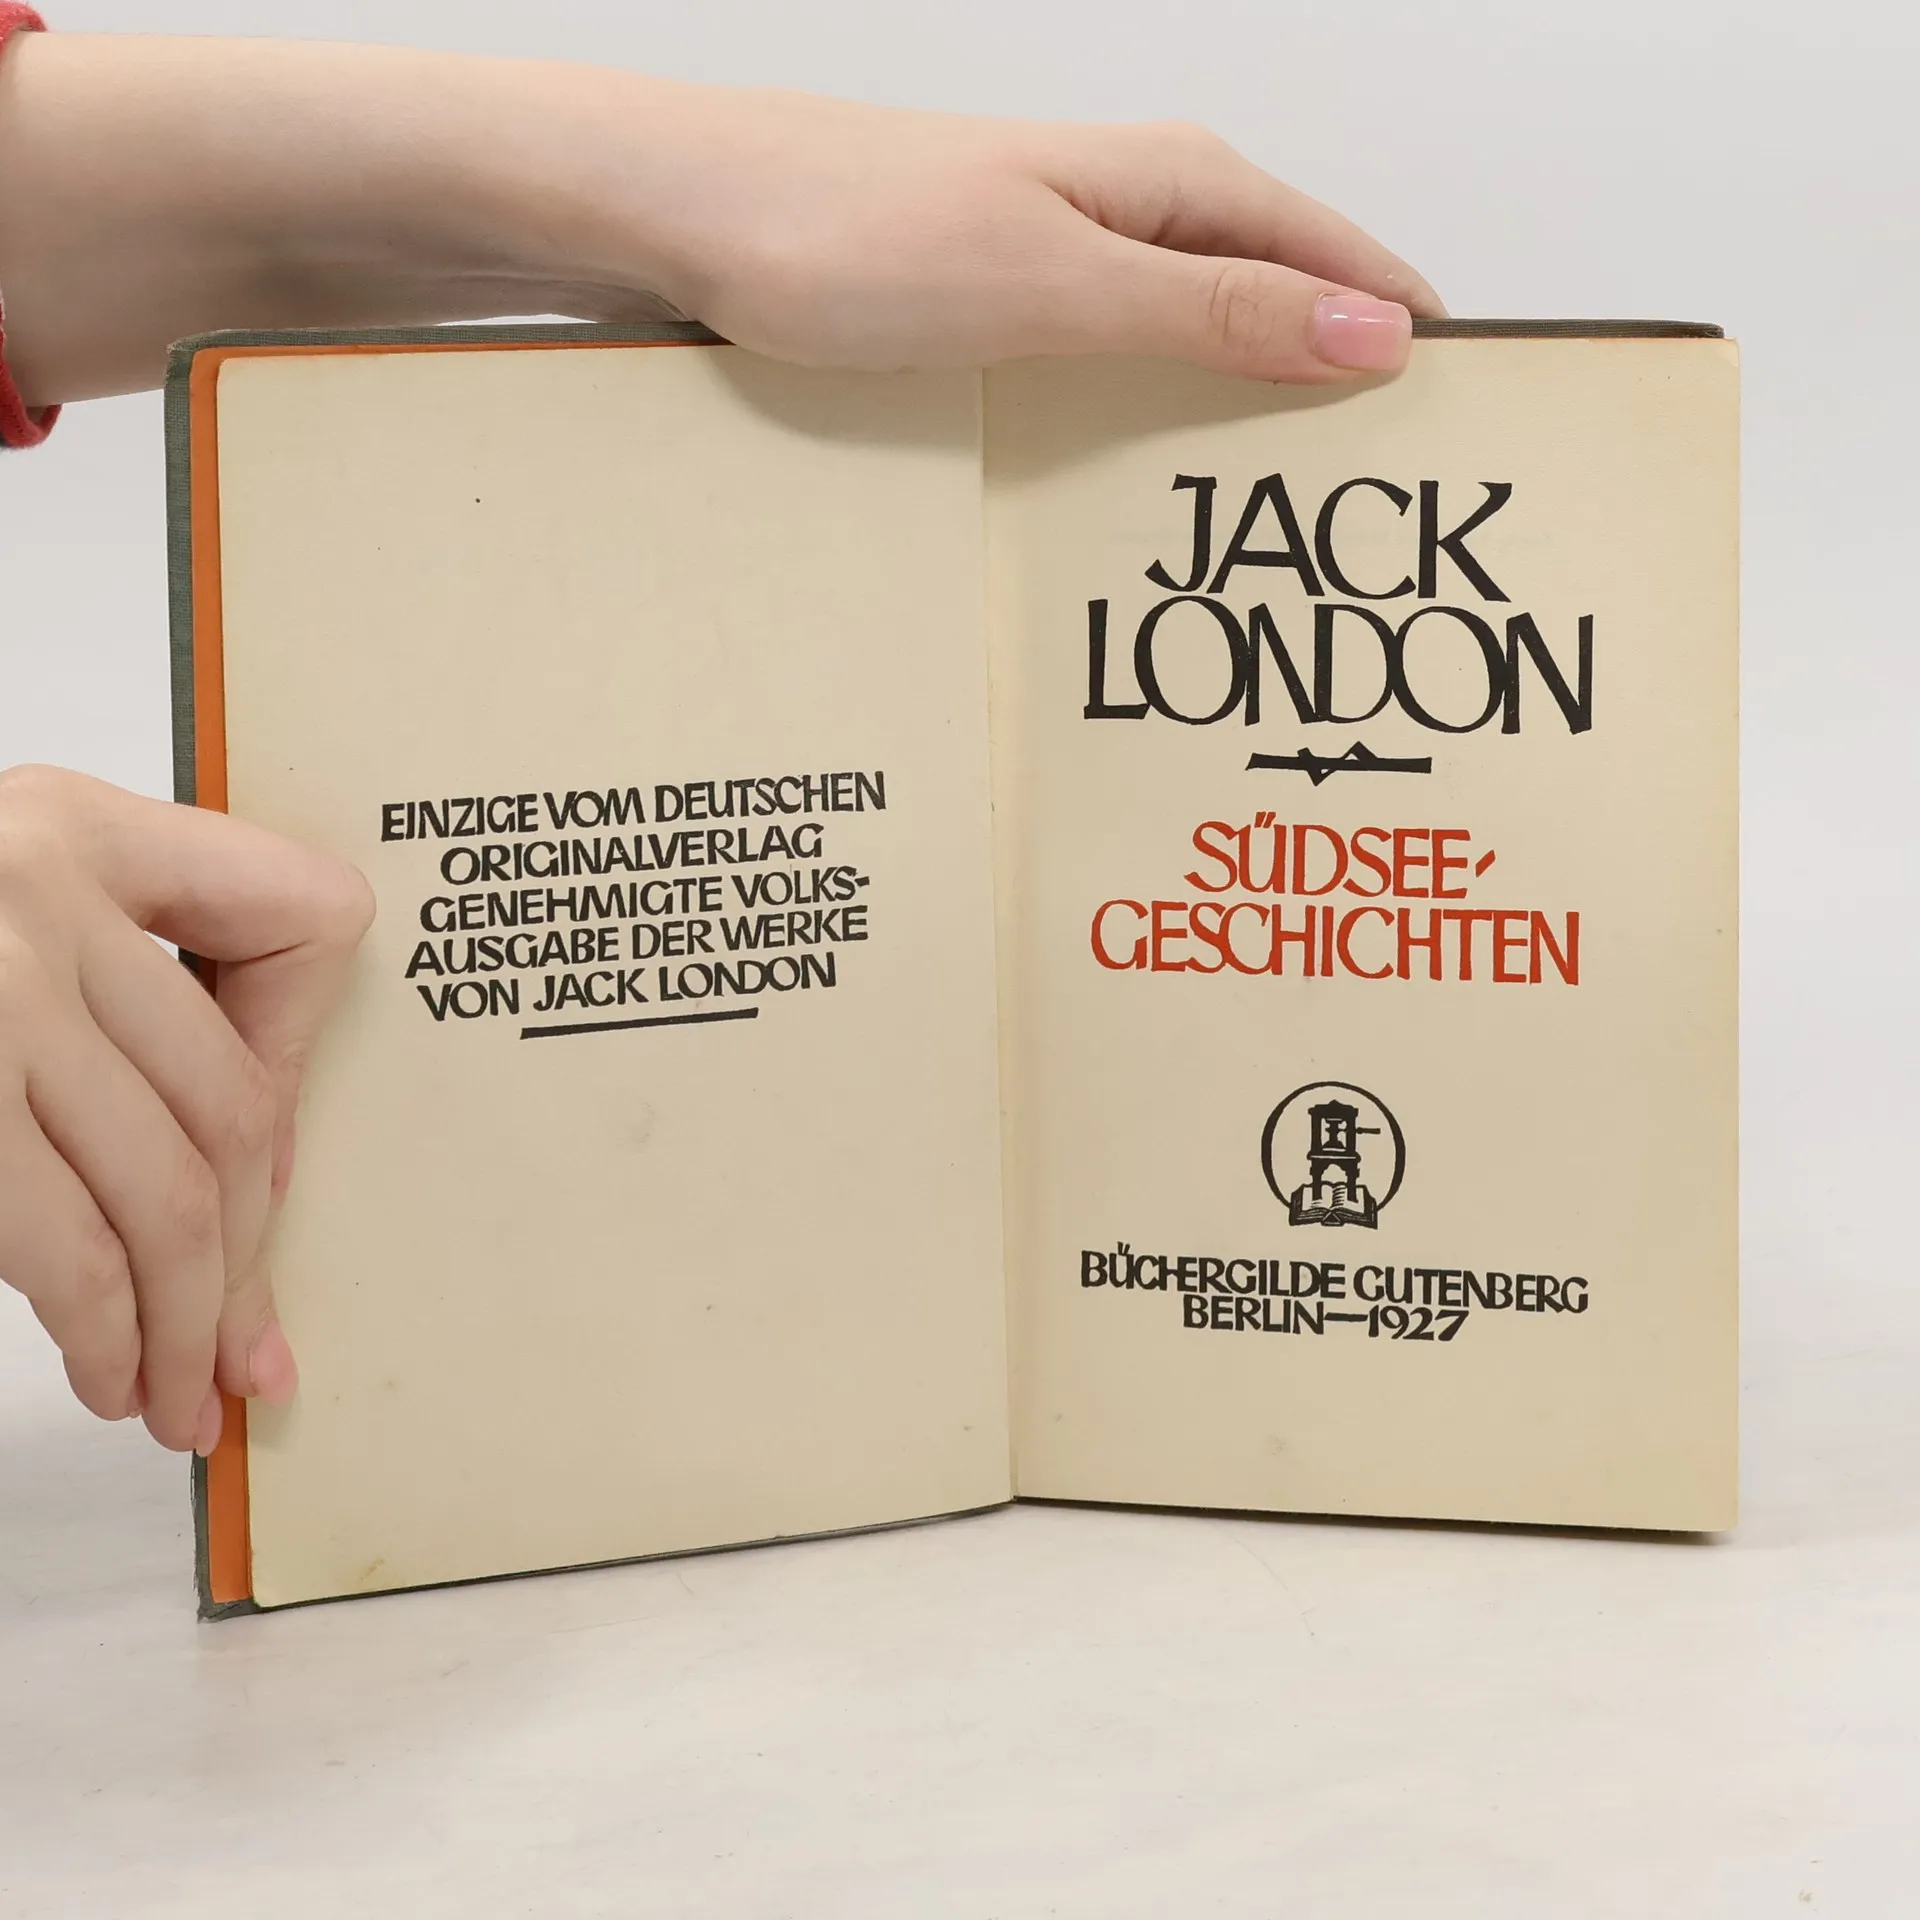 EINZIGE VOM DEUTSCHEN
ORIGINALVERLAG
GENEHMIGTE VOLKS-
AUSGABE DER WERKE
VON JACK LONDON
JACK
LONDON
SÜDSEE-
GESCHICHTEN
BÜCHERGILDE GUTENBERG
BERLIN—1927